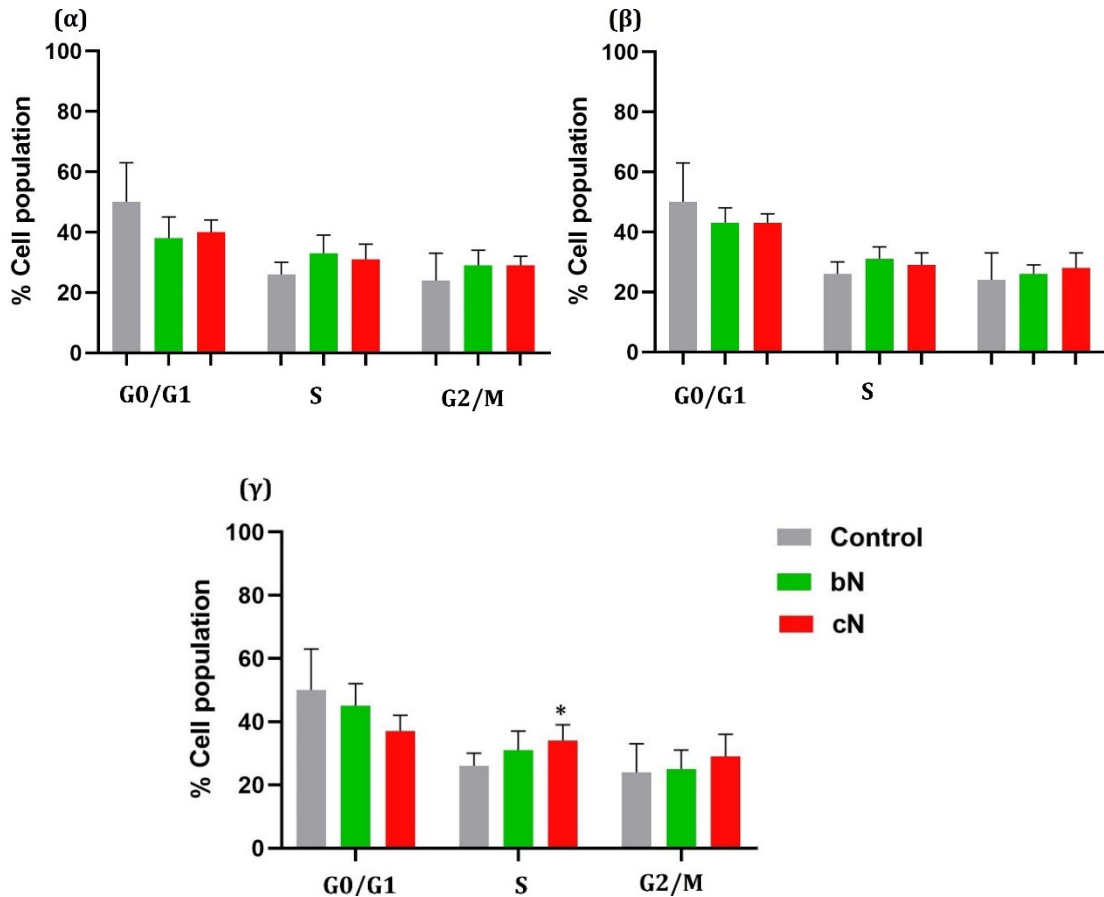 (α)
% Cell population
100
80
60
40
20
0
G0/G1 S G2/M
(β)
% Cell population
100
80
60
40
20
0
G0/G1 S
(γ)
% Cell population
100
80
60
40
20
0
*
G0/G1 S G2/M
Control
bN
cN